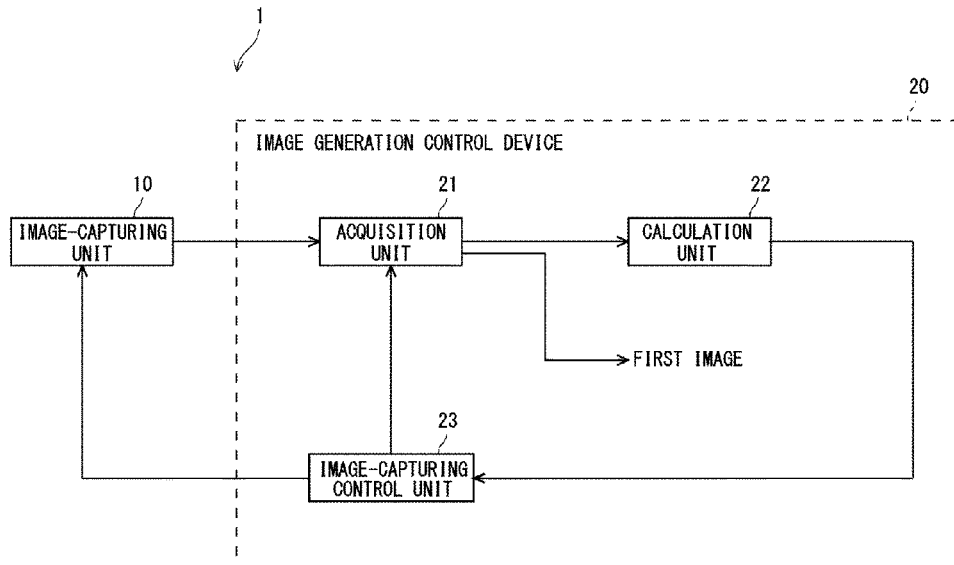 1
20
IMAGE GENERATION CONTROL DEVICE
10
21
22
IMAGE-CAPTURING
UNIT
ACQUISITION
UNIT
CALCULATION
UNIT
FIRST IMAGE
23
IMAGE-CAPTURING
CONTROL UNIT